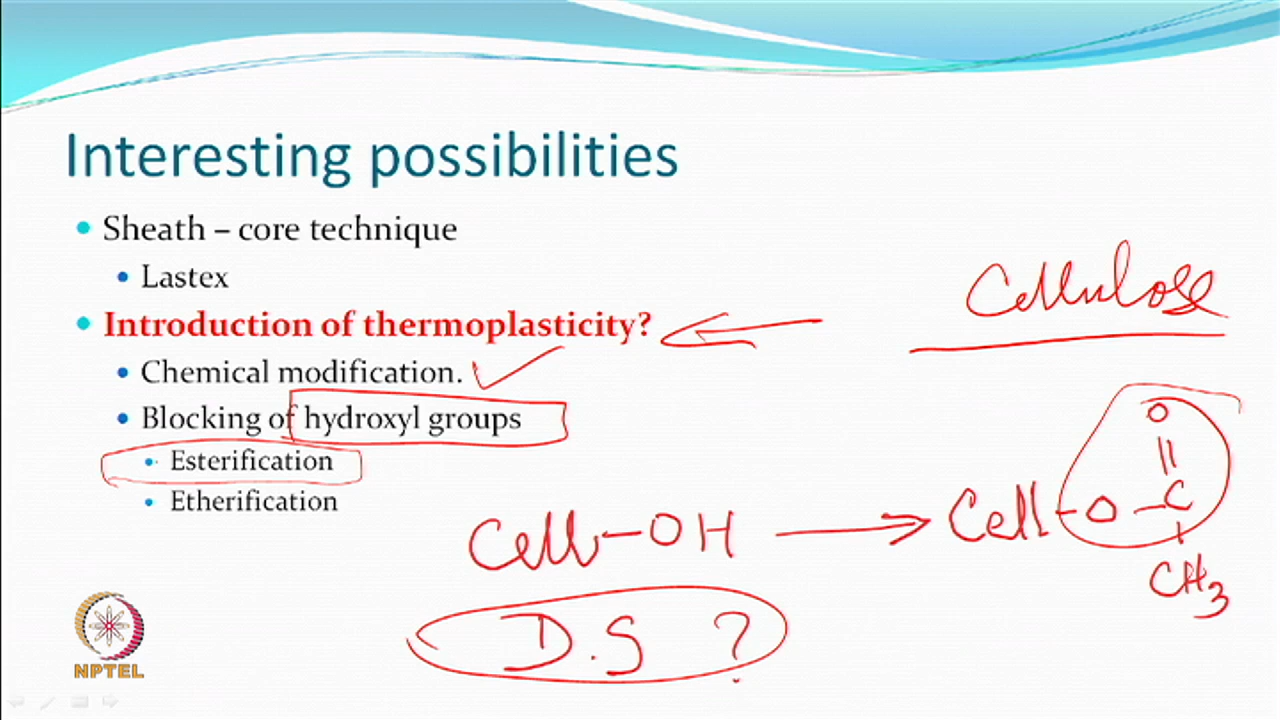 Interesting possibilities
Sheath – core technique
Lastex
Introduction of thermoplasticity?
Chemical modification.
Blocking of hydroxyl groups
Esterification
Etherification
Cellulose
O
||
Cell-OH → Cell-O-C
CH3
D.S ?
NPTEL